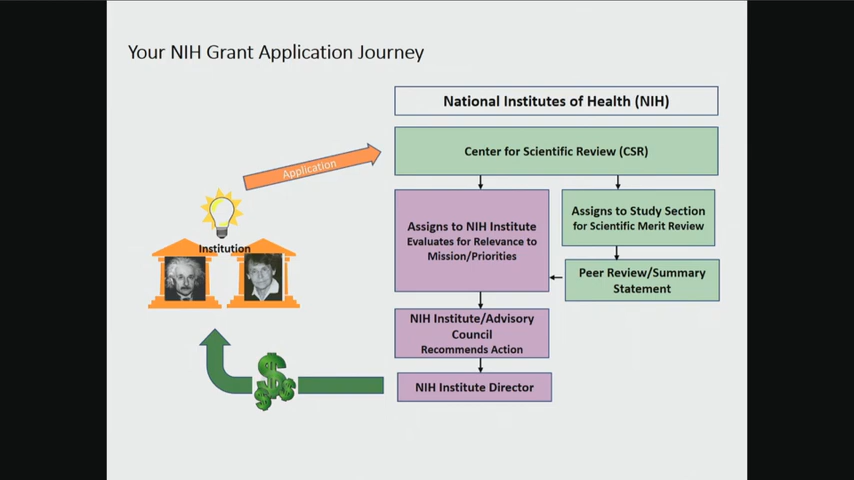 Your NIH Grant Application Journey
National Institutes of Health (NIH)
Application
Center for Scientific Review (CSR)
Institution
Assigns to NIH Institute
Evaluates for Relevance to
Mission/Priorities
Assigns to Study Section
for Scientific Merit Review
Peer Review/Summary
Statement
NIH Institute/Advisory
Council
Recommends Action
NIH Institute Director